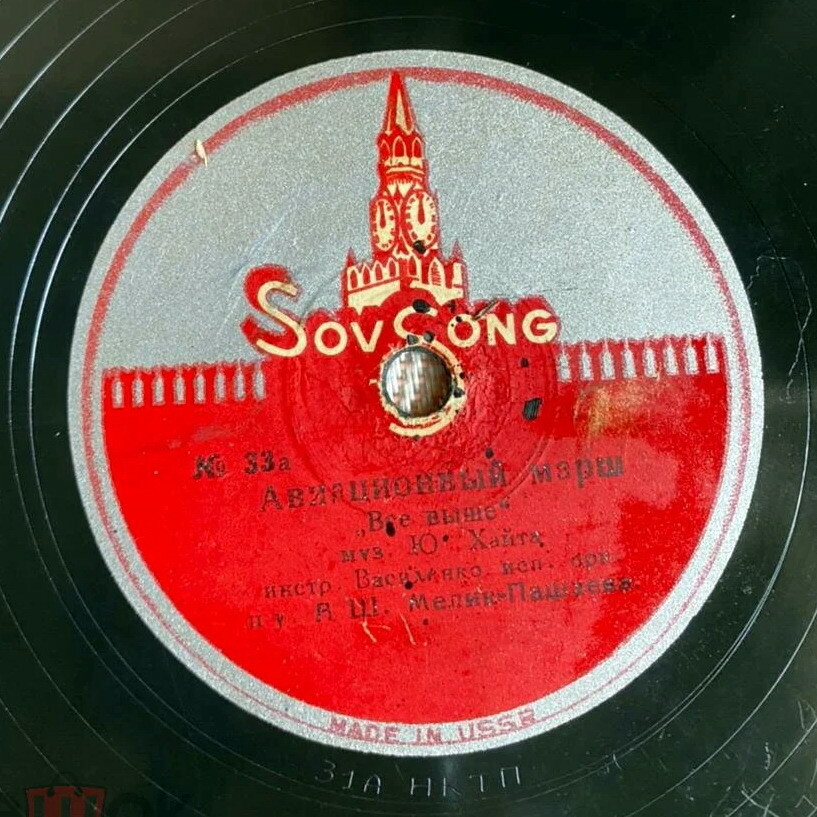 SovSong
№ 33а
Авиационный марш
„Все выше"
муз. Ю. Хайта
инстр. Василенко, исп. орк.
п/у. А Ш. Мелик-Пашаева
MADE IN USSR
31А НКТП